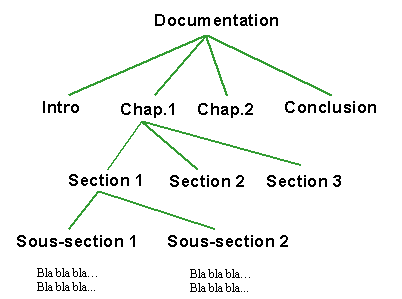 Documentation
Intro Chap.1 Chap.2 Conclusion
Section 1 Section 2 Section 3
Sous-section 1 Sous-section 2
Bla bla bla... Bla bla bla...
Bla bla bla... Bla bla bla...